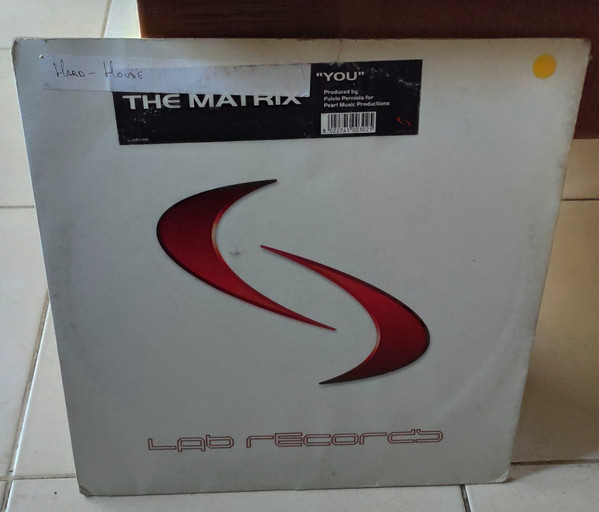 Hard-House
"YOU"
THE MATRIX
Produced by
Fulvio Perniola for
Pearl Music Productions
Lab records